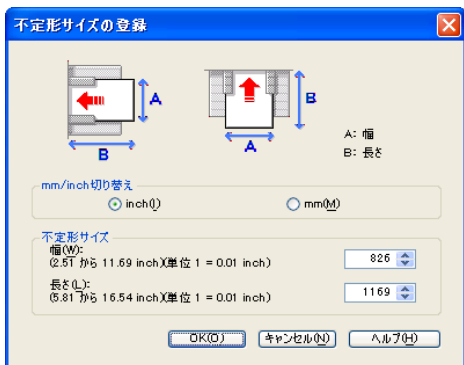 不定形サイズの登録
A
B
B
A
A: 幅
B: 長さ
mm/inch切り替え
inch(I)
mm(M)
不定形サイズ
幅(W):
(2.51 から 11.69 inch)(単位 1 = 0.01 inch)
826
長さ(L):
(5.81 から 16.54 inch)(単位 1 = 0.01 inch)
1169
OK(O)
キャンセル(N)
ヘルプ(H)